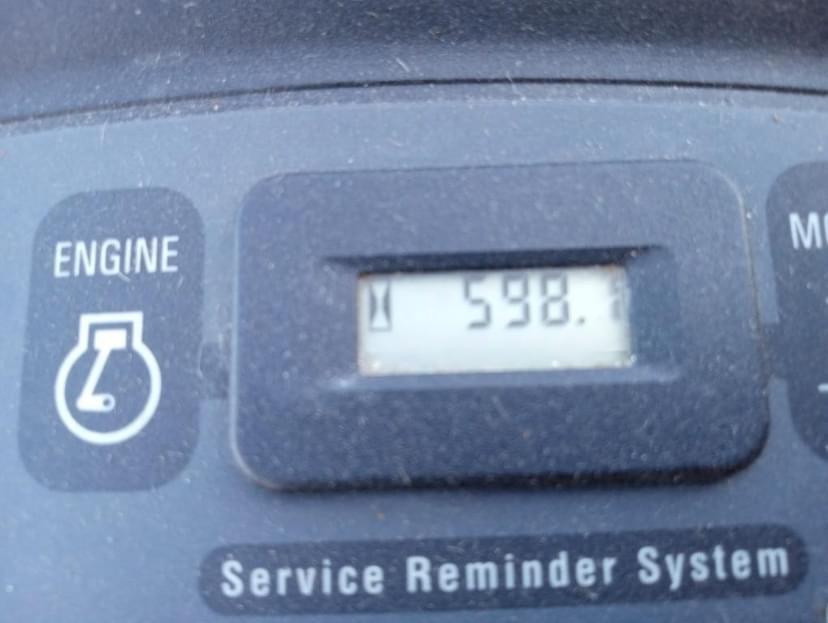 ENGINE
598.
Service Reminder System